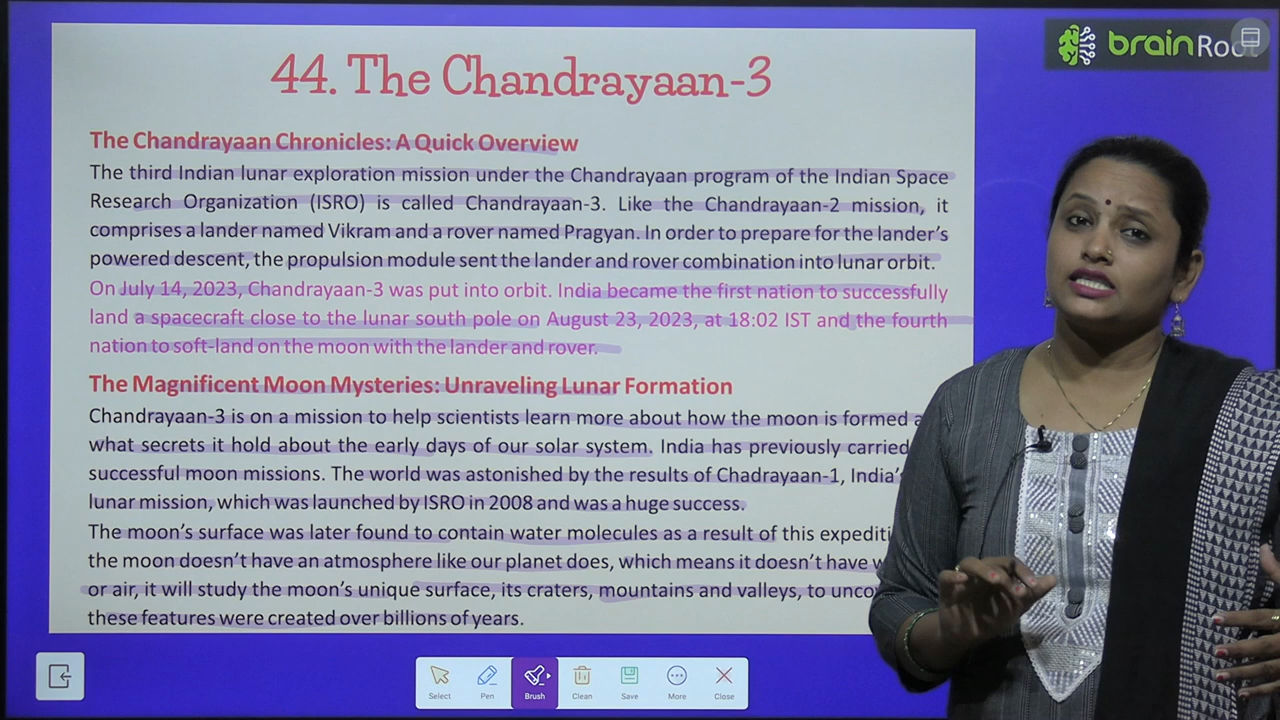 44. The Chandrayaan-3
brainRoot
The Chandrayaan Chronicles: A Quick Overview
The third Indian lunar exploration mission under the Chandrayaan program of the Indian Space
Research Organization (ISRO) is called Chandrayaan-3. Like the Chandrayaan-2 mission, it
comprises a lander named Vikram and a rover named Pragyan. In order to prepare for the lander's
powered descent, the propulsion module sent the lander and rover combination into lunar orbit.
On July 14, 2023, Chandrayaan-3 was put into orbit. India became the first nation to successfully
land a spacecraft close to the lunar south pole on August 23, 2023, at 18:02 IST and the fourth
nation to soft-land on the moon with the lander and rover.
The Magnificent Moon Mysteries: Unraveling Lunar Formation
Chandrayaan-3 is on a mission to help scientists learn more about how the moon is formed
what secrets it hold about the early days of our solar system. India has previously carried
successful moon missions. The world was astonished by the results of Chadrayaan-1, India's
lunar mission, which was launched by ISRO in 2008 and was a huge success.
The moon's surface was later found to contain water molecules as a result of this
the moon doesn't have an atmosphere like our planet does, which means it doesn't have
or air, it will study the moon's unique surface, its craters, mountains and valleys, to
these features were created over billions of years.
Select Pen Brush Clean Save More Close